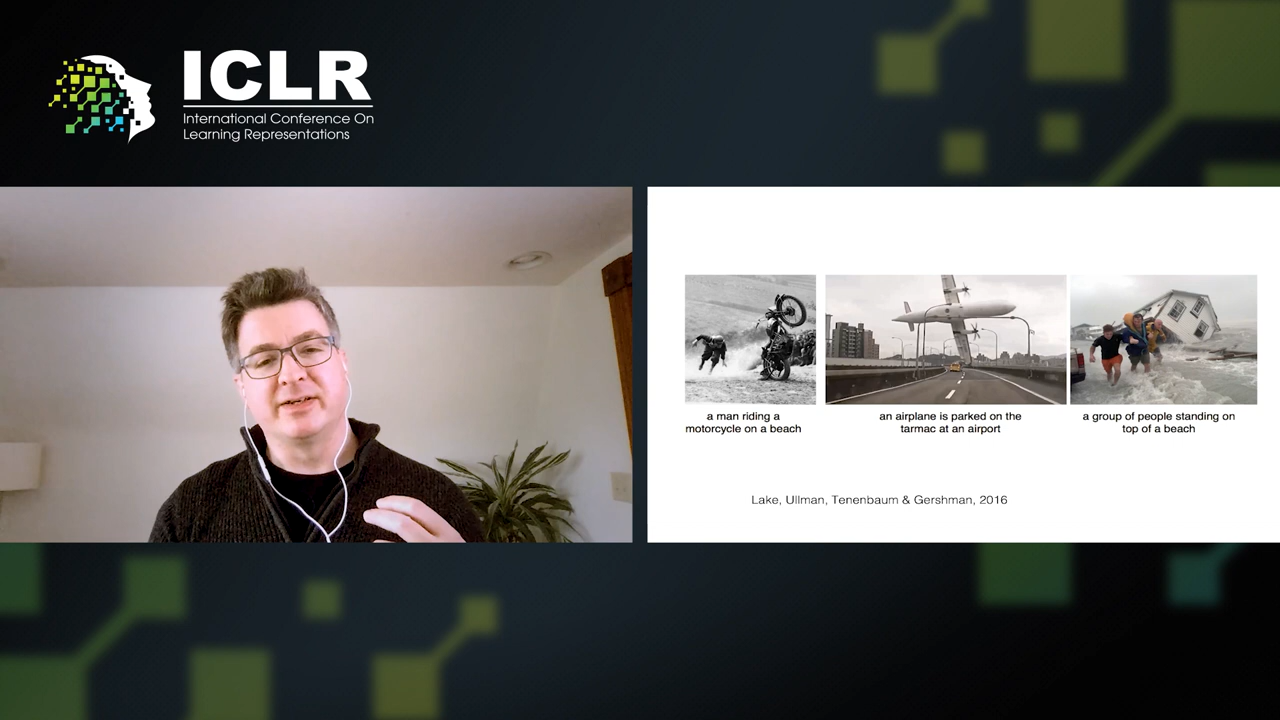 ICLR
International Conference On
Learning Representations
a man riding a
motorcycle on a beach
an airplane is parked on the
tarmac at an airport
a group of people standing on
top of a beach
Lake, Ullman, Tenenbaum & Gershman, 2016